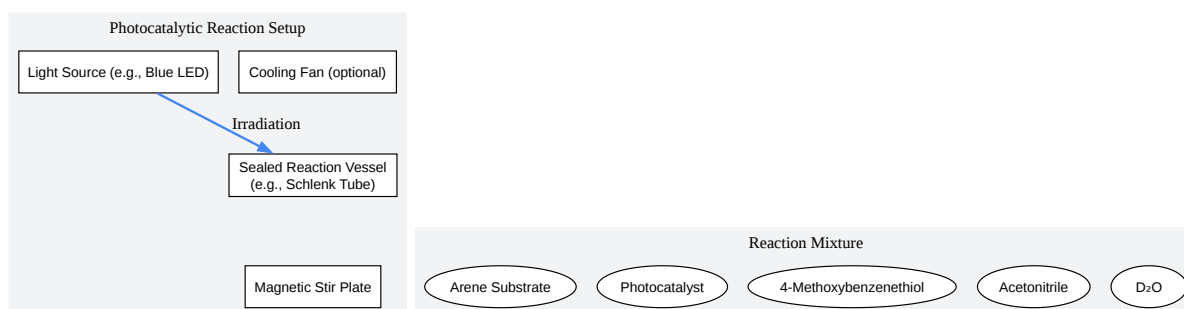 Photocatalytic Reaction Setup
Light Source (e.g., Blue LED)
Cooling Fan (optional)
Irradiation
Sealed Reaction Vessel
(e.g., Schlenk Tube)
Magnetic Stir Plate
Reaction Mixture
Arene Substrate
Photocatalyst
4-Methoxybenzenethiol
Acetonitrile
D₂O